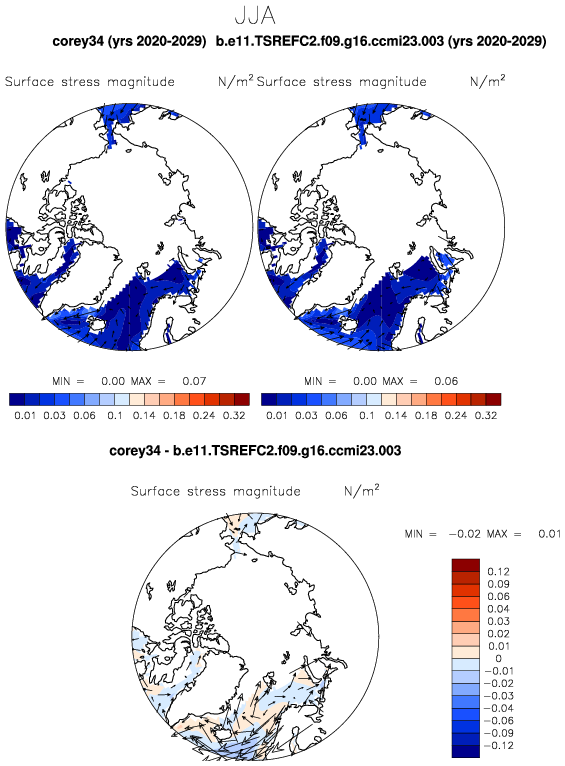 JJA
corey34 (yrs 2020-2029) b.e11.TSREFC2.f09.g16.ccmi23.003 (yrs 2020-2029)
Surface stress magnitude N/m² Surface stress magnitude N/m²
MIN = 0.00 MAX = 0.07 MIN = 0.00 MAX = 0.06
0.01 0.03 0.06 0.1 0.14 0.18 0.24 0.32 0.01 0.03 0.06 0.1 0.14 0.18 0.24 0.32
corey34 - b.e11.TSREFC2.f09.g16.ccmi23.003
Surface stress magnitude N/m²
MIN = -0.02 MAX = 0.01
0.12
0.09
0.06
0.04
0.03
0.02
0.01
0
-0.01
-0.02
-0.03
-0.04
-0.06
-0.09
-0.12